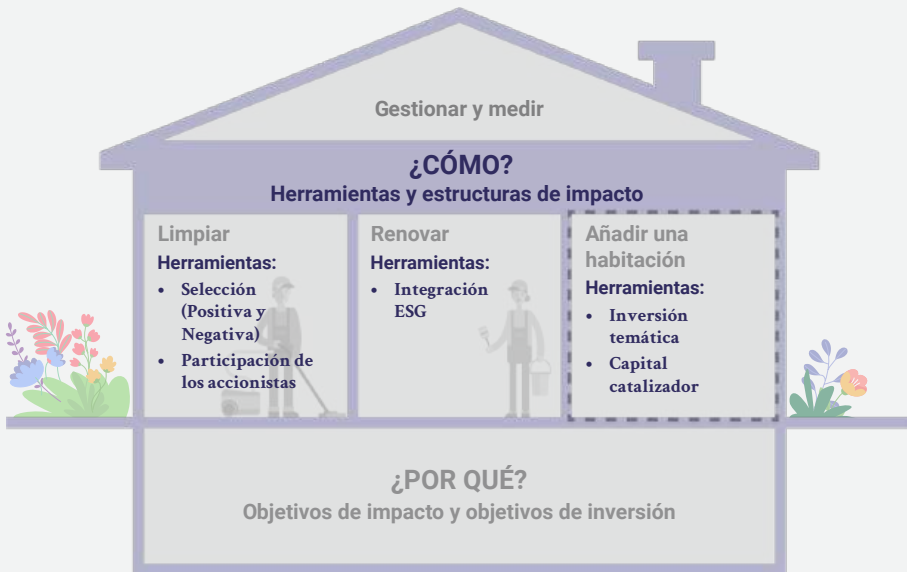 Gestionar y medir
¿CÓMO?
Herramientas y estructuras de impacto
Limpiar
Herramientas:
• Selección
(Positiva y
Negativa)
• Participación de
los accionistas
Renovar
Herramientas:
• Integración
ESG
Añadir una
habitación
Herramientas:
• Inversión
temática
• Capital
catalizador
¿POR QUÉ?
Objetivos de impacto y objetivos de inversión